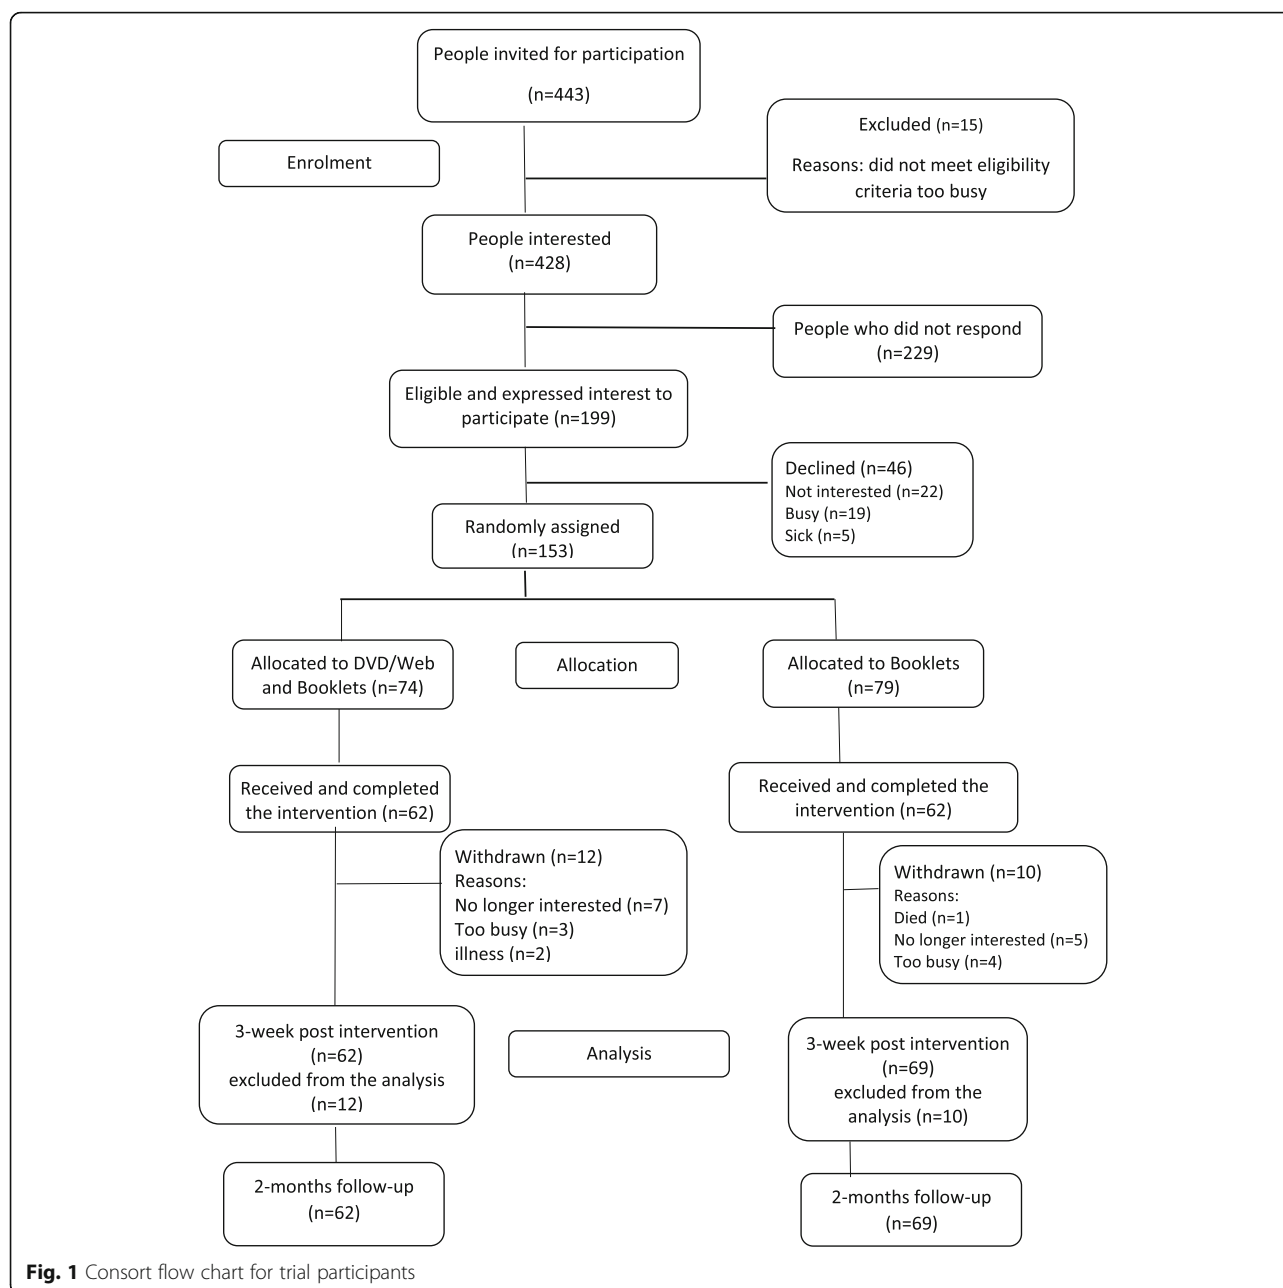 People invited for participation
(n=443)
Excluded (n=15)
Reasons: did not meet eligibility
criteria too busy
Enrolment
People interested
(n=428)
People who did not respond
(n=229)
Eligible and expressed interest to
participate (n=199)
Declined (n=46)
Not interested (n=22)
Busy (n=19)
Sick (n=5)
Randomly assigned
(n=153)
Allocated to DVD/Web
and Booklets (n=74)
Allocation
Allocated to Booklets
(n=79)
Received and completed
the intervention (n=62)
Received and completed the
intervention (n=62)
Withdrawn (n=12)
Reasons:
No longer interested (n=7)
Too busy (n=3)
illness (n=2)
Withdrawn (n=10)
Reasons:
Died (n=1)
No longer interested (n=5)
Too busy (n=4)
3-week post intervention
(n=62)
excluded from the analysis
(n=12)
Analysis
3-week post intervention
(n=69)
excluded from the
analysis (n=10)
2-months follow-up
(n=62)
2-months follow-up
(n=69)
Fig. 1 Consort flow chart for trial participants